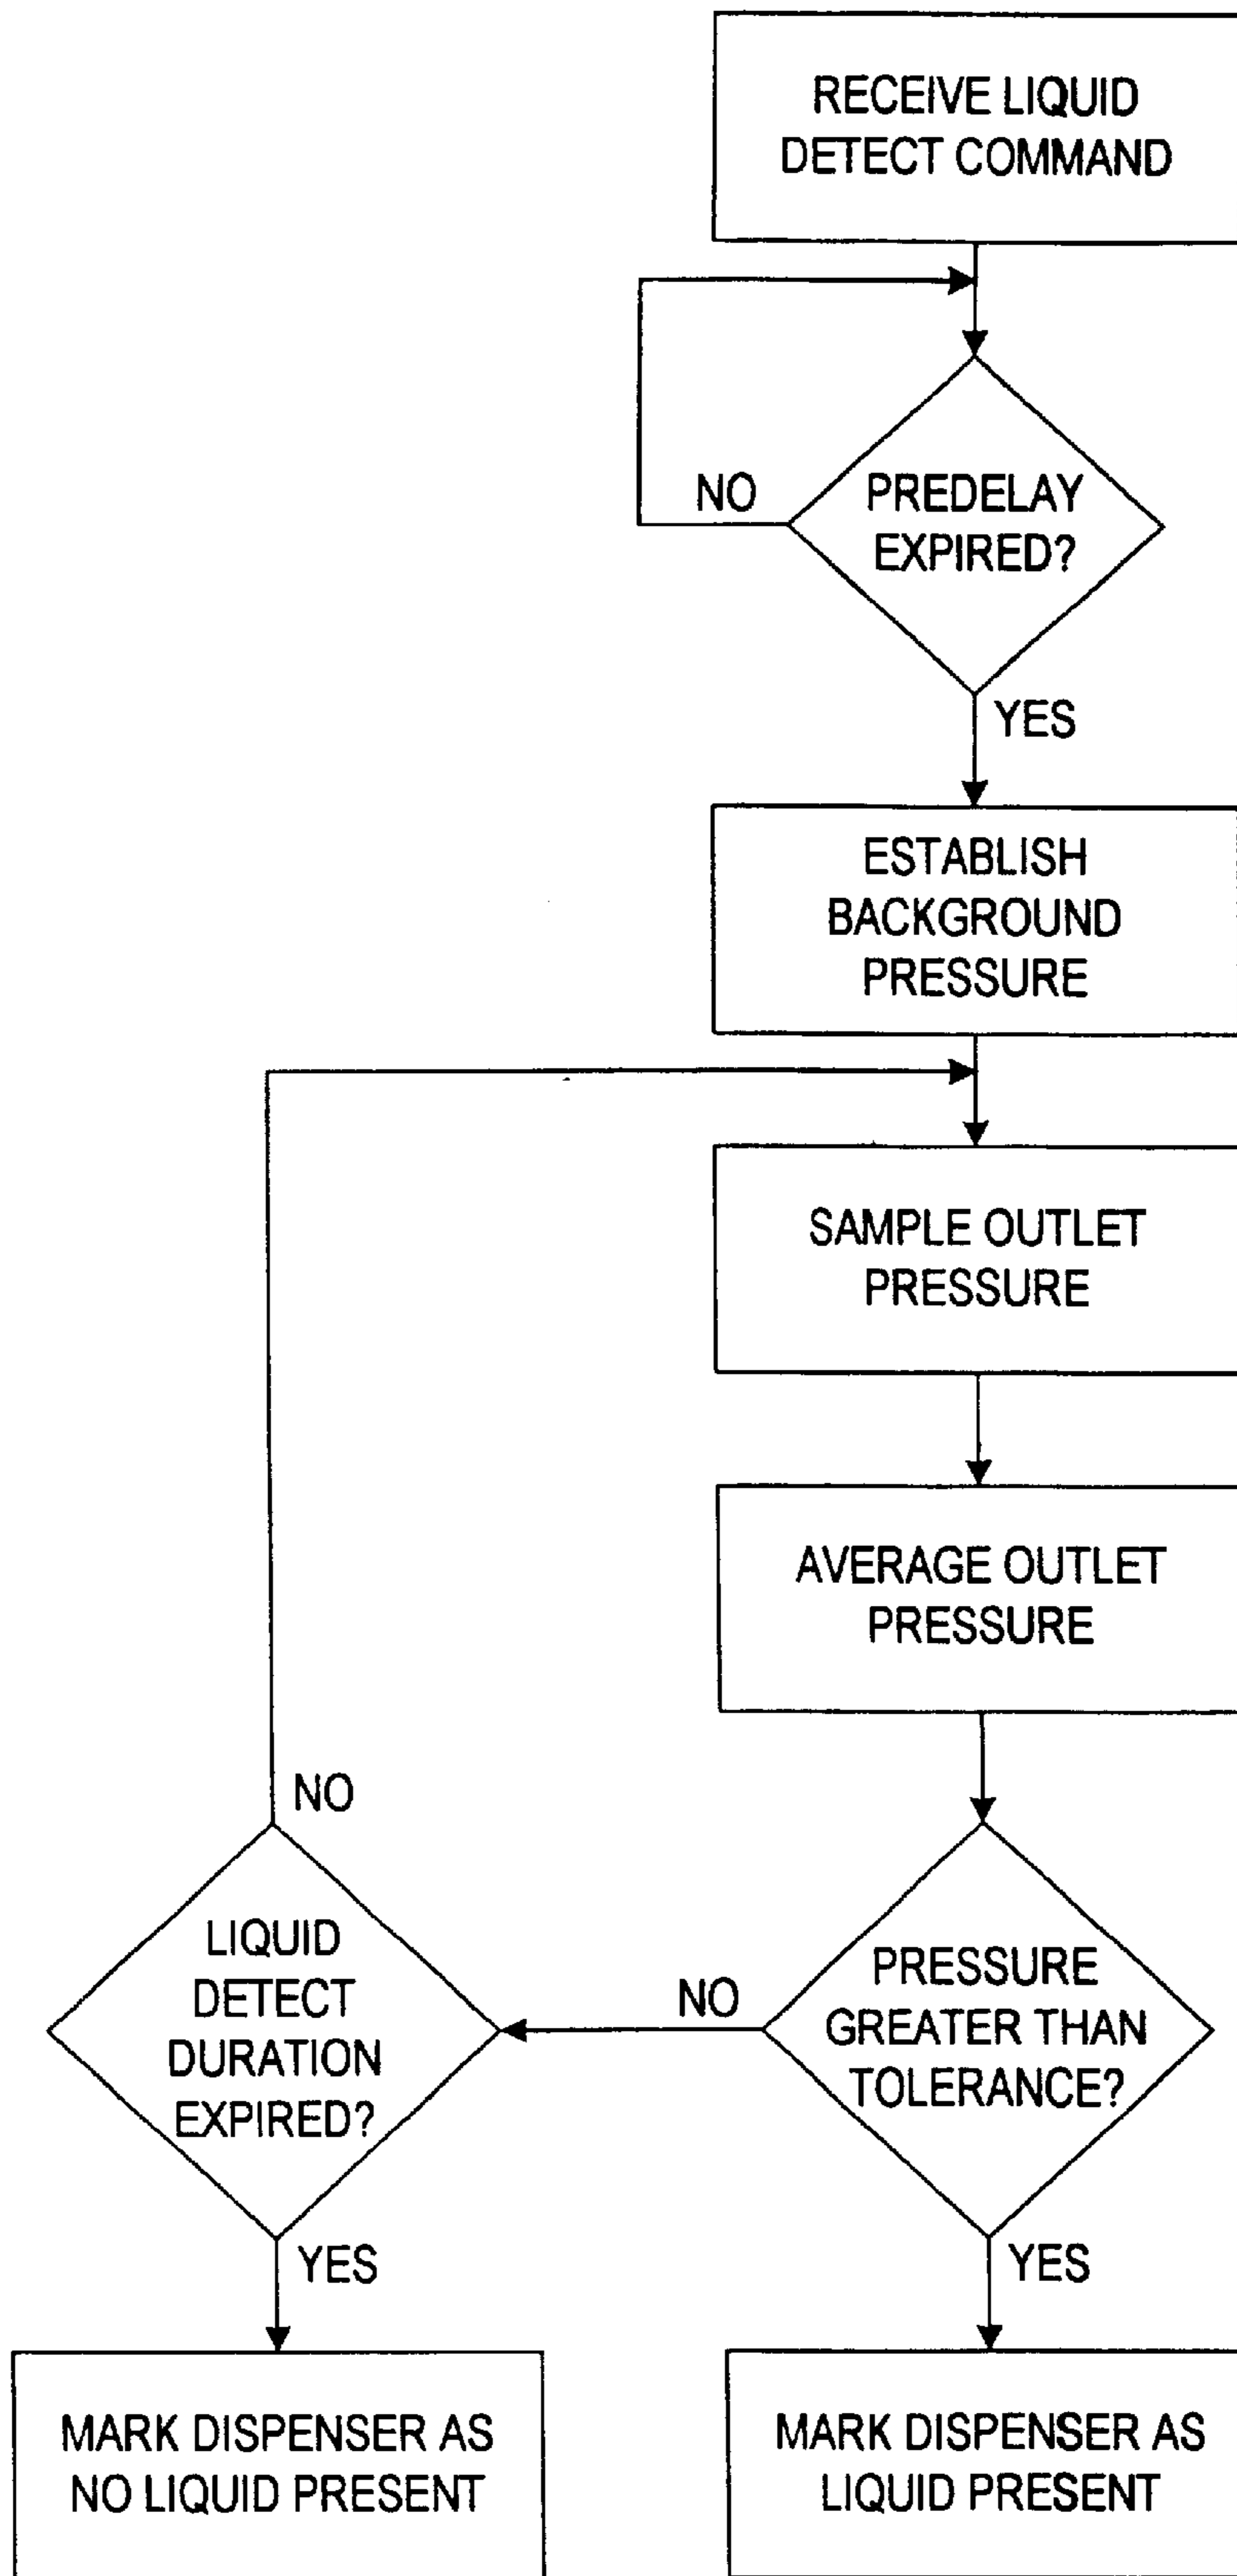 RECEIVE LIQUID
DETECT COMMAND
NO
PREDELAY
EXPIRED?
YES
ESTABLISH
BACKGROUND
PRESSURE
SAMPLE OUTLET
PRESSURE
AVERAGE OUTLET
PRESSURE
NO
LIQUID
DETECT
DURATION
EXPIRED?
NO
PRESSURE
GREATER THAN
TOLERANCE?
YES
YES
MARK DISPENSER AS
NO LIQUID PRESENT
MARK DISPENSER AS
LIQUID PRESENT